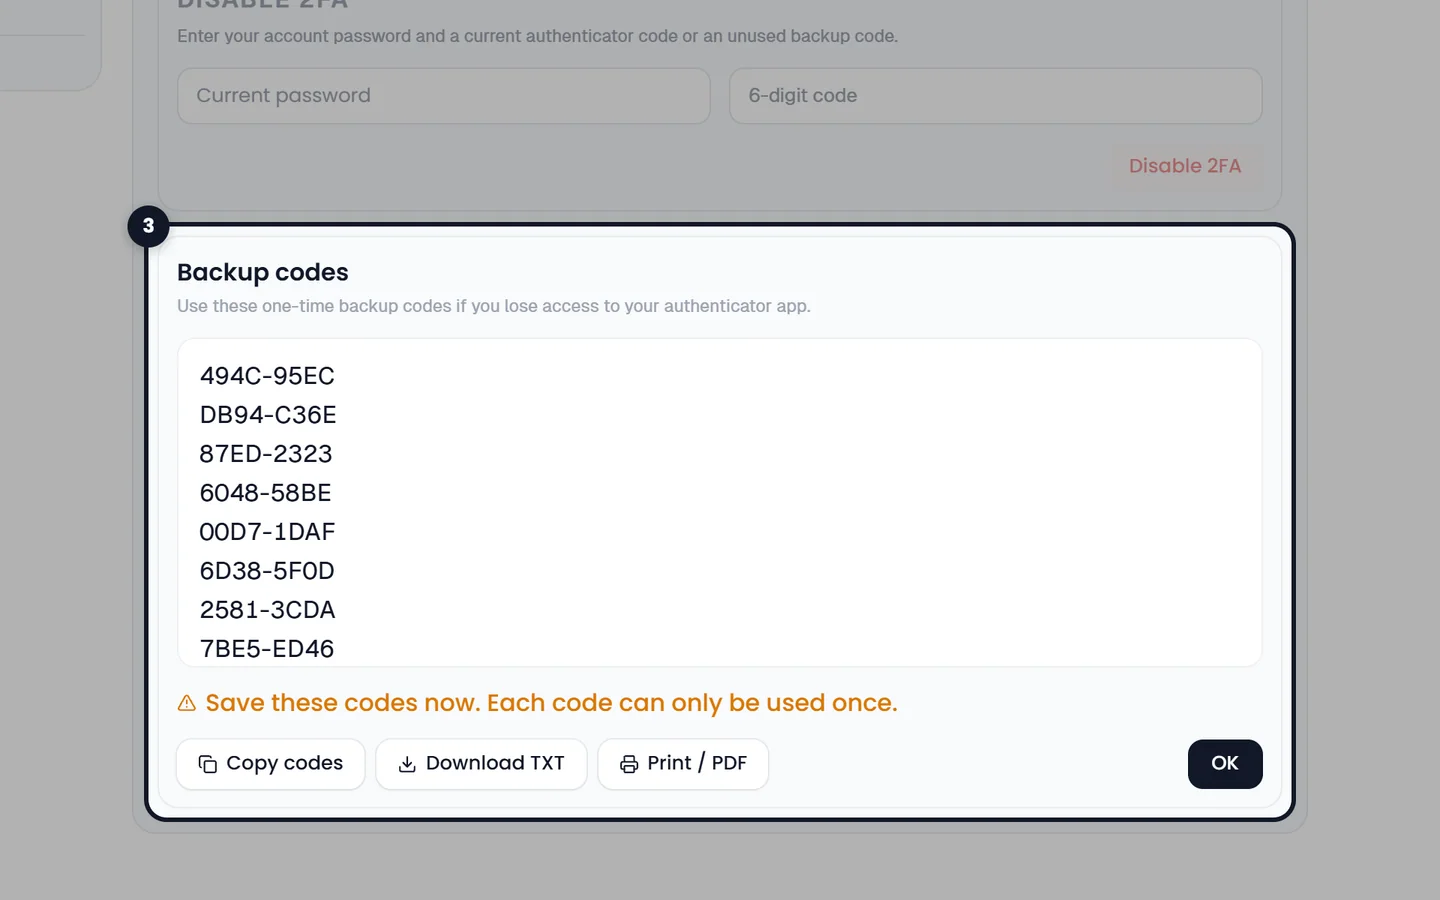 DISABLE 2FA
Enter your account password and a current authenticator code or an unused backup code.
Current password
6-digit code
Disable 2FA
3
Backup codes
Use these one-time backup codes if you lose access to your authenticator app.
494C-95EC
DB94-C36E
87ED-2323
6048-58BE
00D7-1DAF
6D38-5F0D
2581-3CDA
7BE5-ED46
Save these codes now. Each code can only be used once.
Copy codes
Download TXT
Print / PDF
OK